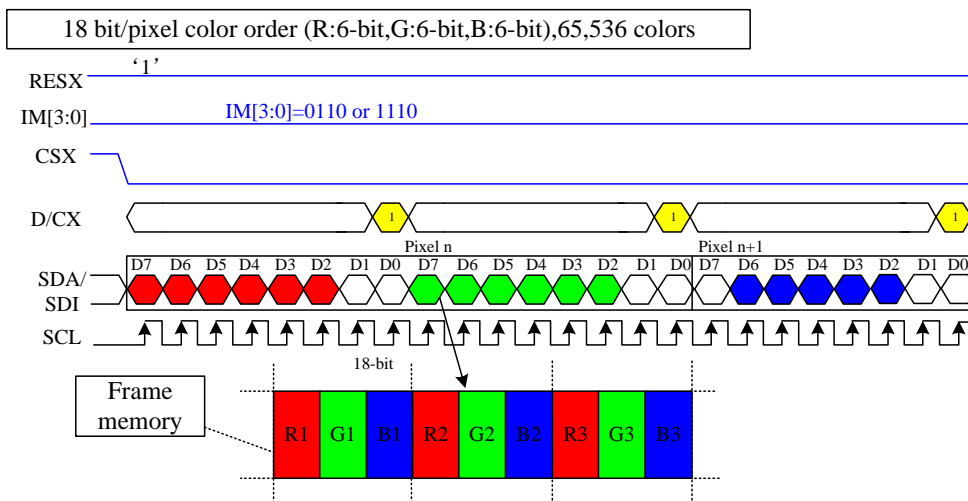 18 bit/pixel color order (R:6-bit,G:6-bit,B:6-bit),65,536 colors
‘1’
RESX
IM[3:0]
IM[3:0]=0110 or 1110
CSX
D/CX
1
1
1
Pixel n
Pixel n+1
D7 D6 D5 D4 D3 D2 D1 D0 D7 D6 D5 D4 D3 D2 D1 D0 D7 D6 D5 D4 D3 D2 D1 D0
SDA/
SDI
SCL
18-bit
Frame
memory
R1 G1 B1 R2 G2 B2 R3 G3 B3